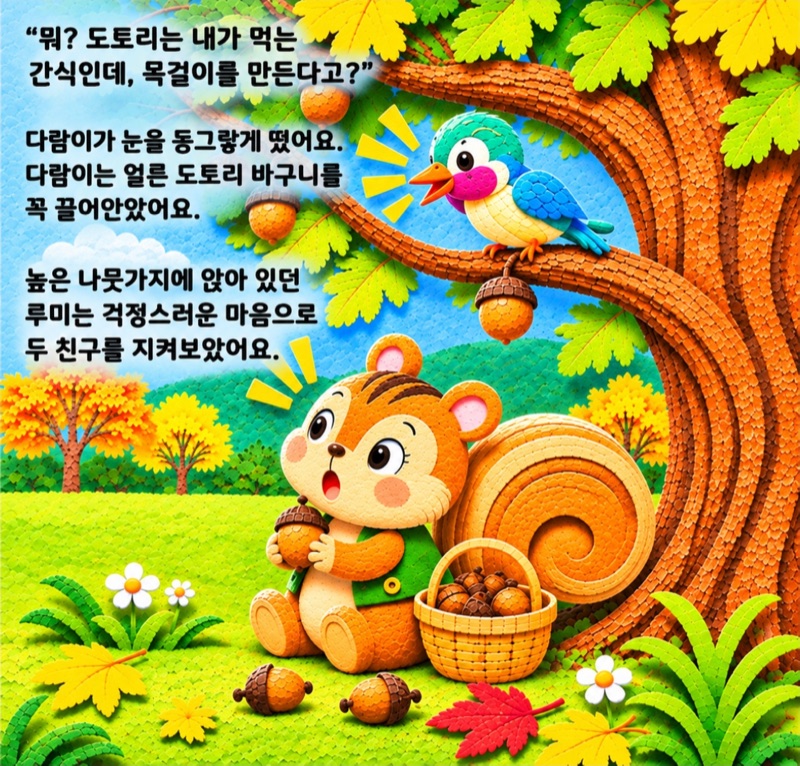 “뭐? 도토리는 내가 먹는
간식인데, 목걸이를 만든다고?”
다람이가 눈을 동그랗게 떴어요.
다람이는 얼른 도토리 바구니를
꼭 끌어안았어요.
높은 나뭇가지에 앉아 있던
루미는 걱정스러운 마음으로
두 친구를 지켜보았어요.